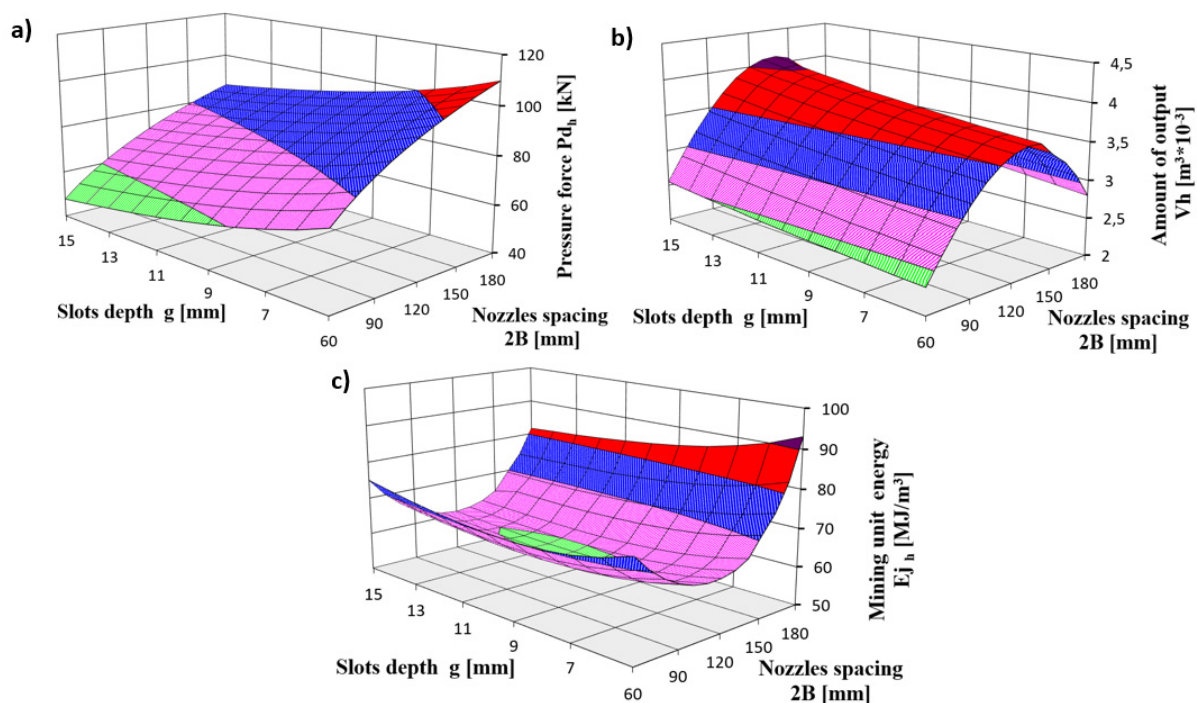 a)
120
100
80
60
40
Pressure force Pdₕ [kN]
15
13
11
9
7
60
90
120
150
180
Slots depth g [mm]
Nozzles spacing
2B [mm]
b)
4,5
4
3,5
3
2,5
2
Amount of output
Vh [m³*10⁻³]
15
13
11
9
7
60
90
120
150
180
Slots depth g [mm]
Nozzles spacing
2B [mm]
c)
100
90
80
70
60
50
Mining unit energy
Ej ₕ [MJ/m³]
15
13
11
9
7
60
90
120
150
180
Slots depth g [mm]
Nozzles spacing
2B [mm]